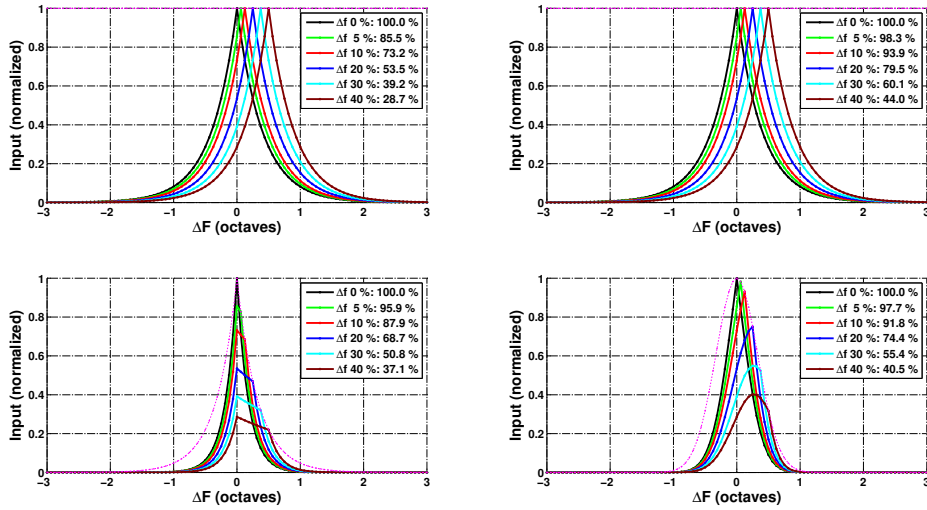 Input (normalized)
1
0.8
0.6
0.4
0.2
0
−3
−2
−1
0
1
2
3
ΔF (octaves)
Δf 0 %: 100.0 %
Δf 5 %: 85.5 %
Δf 10 %: 73.2 %
Δf 20 %: 53.5 %
Δf 30 %: 39.2 %
Δf 40 %: 28.7 %
Input (normalized)
1
0.8
0.6
0.4
0.2
0
−3
−2
−1
0
1
2
3
ΔF (octaves)
Δf 0 %: 100.0 %
Δf 5 %: 98.3 %
Δf 10 %: 93.9 %
Δf 20 %: 79.5 %
Δf 30 %: 60.1 %
Δf 40 %: 44.0 %
Input (normalized)
1
0.8
0.6
0.4
0.2
0
−3
−2
−1
0
1
2
3
ΔF (octaves)
Δf 0 %: 100.0 %
Δf 5 %: 95.9 %
Δf 10 %: 87.9 %
Δf 20 %: 68.7 %
Δf 30 %: 50.8 %
Δf 40 %: 37.1 %
Input (normalized)
1
0.8
0.6
0.4
0.2
0
−3
−2
−1
0
1
2
3
ΔF (octaves)
Δf 0 %: 100.0 %
Δf 5 %: 97.7 %
Δf 10 %: 91.8 %
Δf 20 %: 74.4 %
Δf 30 %: 55.4 %
Δf 40 %: 40.5 %